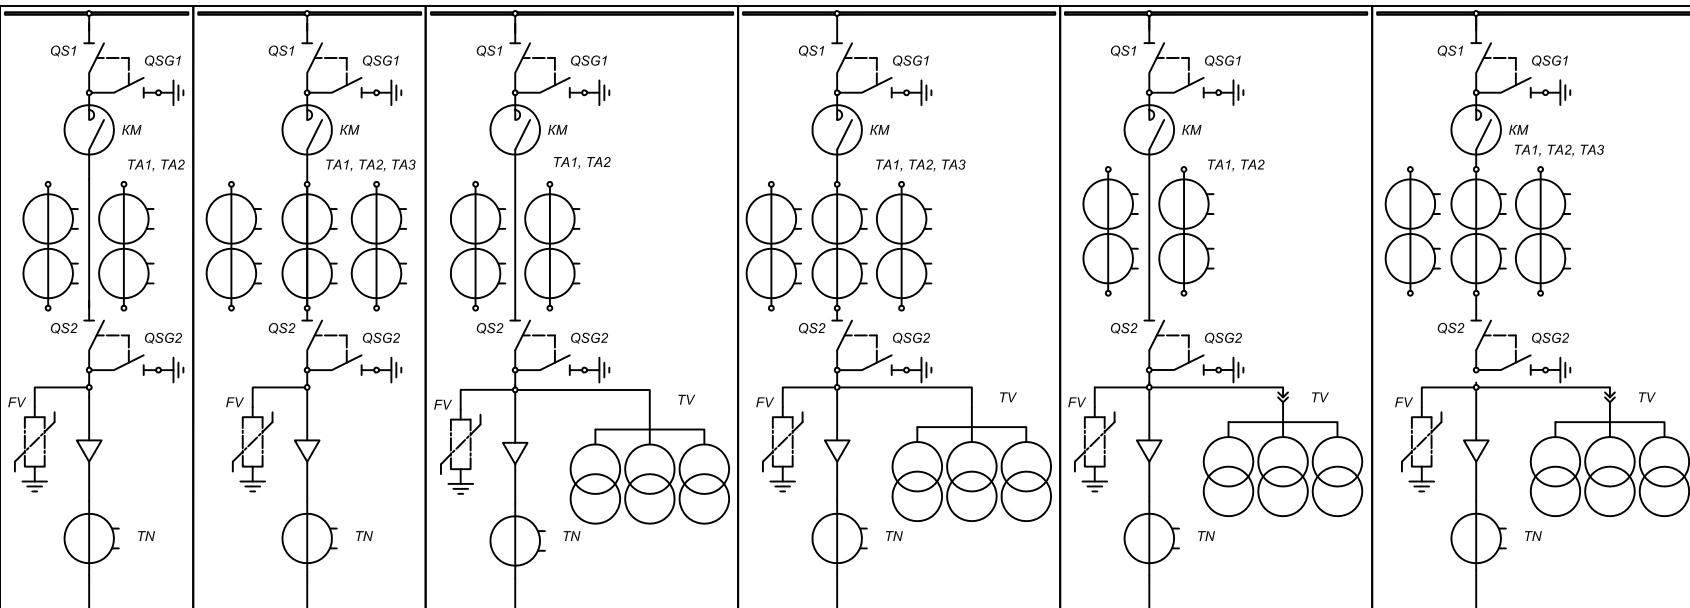 QS1
QSG1
KM
TA1, TA2
QS2
QSG2
FV
TN
QS1
QSG1
KM
TA1, TA2, TA3
QS2
QSG2
FV
TN
QS1
QSG1
KM
TA1, TA2
QS2
QSG2
FV
TV
TN
QS1
QSG1
KM
TA1, TA2, TA3
QS2
QSG2
FV
TV
TN
QS1
QSG1
KM
TA1, TA2
QS2
QSG2
FV
TV
TN
QS1
QSG1
KM
TA1, TA2, TA3
QS2
QSG2
FV
TV
TN